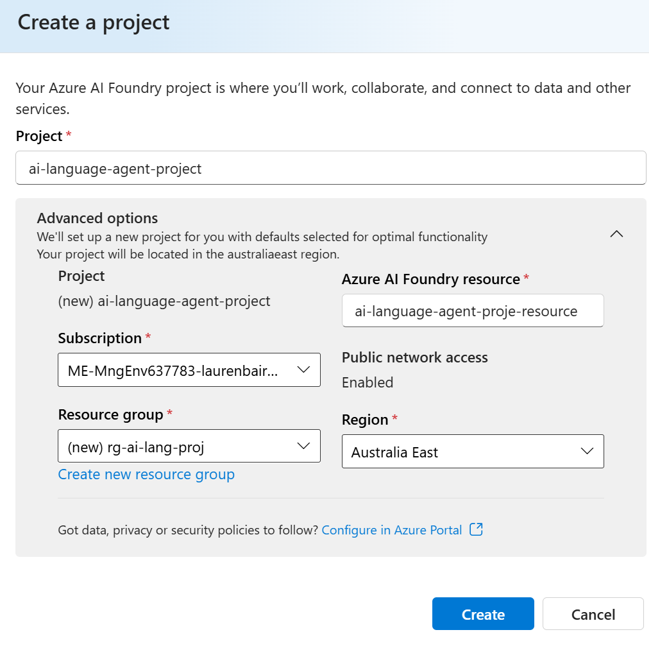 Create a project
Your Azure AI Foundry project is where you'll work, collaborate, and connect to data and other
services.
Project *
ai-language-agent-project
Advanced options
We'll set up a new project for you with defaults selected for optimal functionality
Your project will be located in the australiaeast region.
Project
(new) ai-language-agent-project
Azure AI Foundry resource *
ai-language-agent-proje-resource
Subscription *
ME-MngEnv637783-laurenbair...
Public network access
Enabled
Resource group *
(new) rg-ai-lang-proj
Create new resource group
Region *
Australia East
Got data, privacy or security policies to follow? Configure in Azure Portal
Create
Cancel